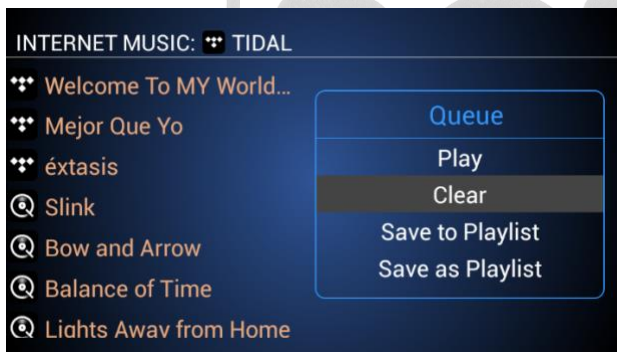 INTERNET MUSIC: TIDAL
Welcome To MY World...
Mejor Que Yo
éxtasis
Slink
Bow and Arrow
Balance of Time
Lights Away from Home
Queue
Play
Clear
Save to Playlist
Save as Playlist